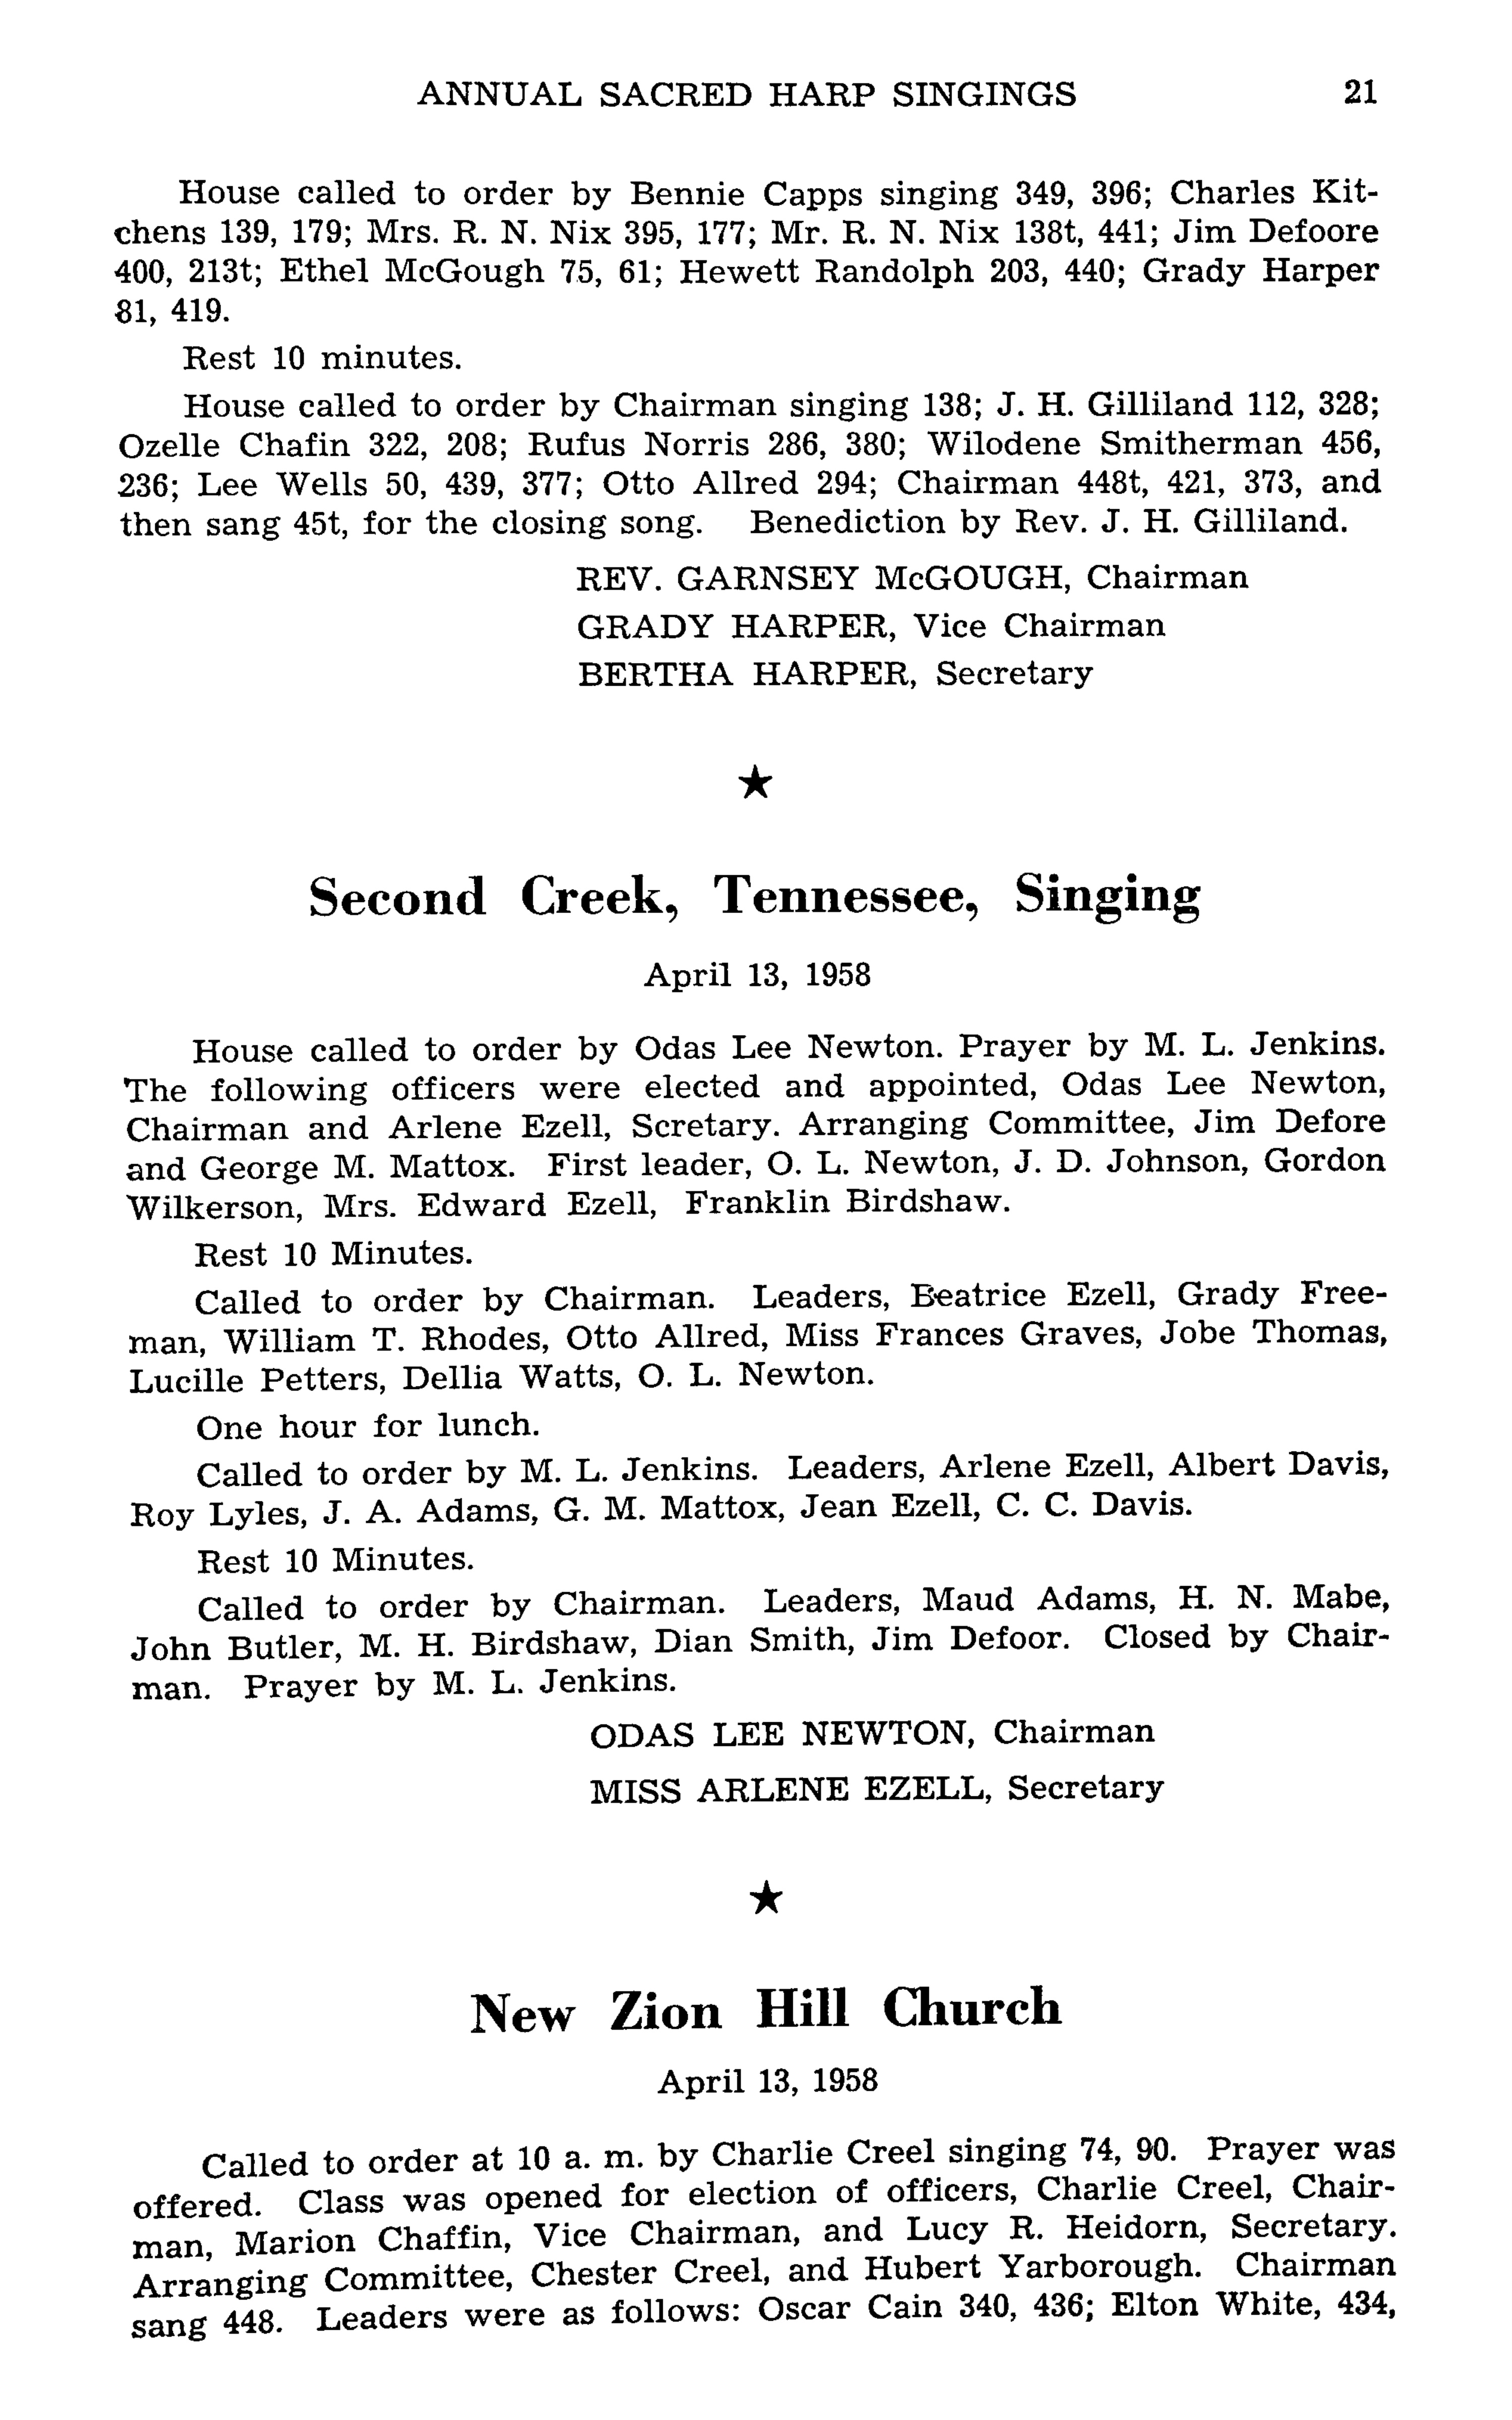 ANNUAL SACRED HARP SINGINGS 21
House called to order by Bennie Capps singing 349, 396; Charles Kit-
chens 139, 179; Mrs. R. N. Nix 395, 177; Mr. R. N. Nix 138t, 441; Jim Defoore
400, 213t; Ethel McGough 75, 61; Hewett Randolph 203, 440; Grady Harper
81, 419.
Rest 10 minutes.
House called to order by Chairman singing 138; J. H. Gilliland 112, 328;
Ozelle Chafin 322, 208; Rufus Norris 286, 380; Wilodene Smitherman 456,
236; Lee Wells 50, 439, 377; Otto Allred 294; Chairman 448t, 421, 373, and
then sang 45t, for the closing song. Benediction by Rev. J. H. Gilliland.
REV. GARNSEY McGOUGH, Chairman
GRADY HARPER, Vice Chairman
BERTHA HARPER, Secretary
★
Second Creek, Tennessee, Singing
April 13, 1958
House called to order by Odas Lee Newton. Prayer by M. L. Jenkins.
The following officers were elected and appointed, Odas Lee Newton,
Chairman and Arlene Ezell, Scretary. Arranging Committee, Jim Defore
and George M. Mattox. First leader, O. L. Newton, J. D. Johnson, Gordon
Wilkerson, Mrs. Edward Ezell, Franklin Birdshaw.
Rest 10 Minutes.
Called to order by Chairman. Leaders, Beatrice Ezell, Grady Free-
man, William T. Rhodes, Otto Allred, Miss Frances Graves, Jobe Thomas,
Lucille Petters, Dellia Watts, O. L. Newton.
One hour for lunch.
Called to order by M. L. Jenkins. Leaders, Arlene Ezell, Albert Davis,
Roy Lyles, J. A. Adams, G. M. Mattox, Jean Ezell, C. C. Davis.
Rest 10 Minutes.
Called to order by Chairman. Leaders, Maud Adams, H. N. Mabe,
John Butler, M. H. Birdshaw, Dian Smith, Jim Defoor. Closed by Chair-
man. Prayer by M. L. Jenkins.
ODAS LEE NEWTON, Chairman
MISS ARLENE EZELL, Secretary
★
New Zion Hill Church
April 13, 1958
Called to order at 10 a. m. by Charlie Creel singing 74, 90. Prayer was
offered. Class was opened for election of officers, Charlie Creel, Chair-
man, Marion Chaffin, Vice Chairman, and Lucy R. Heidorn, Secretary.
Arranging Committee, Chester Creel, and Hubert Yarborough. Chairman
sang 448. Leaders were as follows: Oscar Cain 340, 436; Elton White, 434,